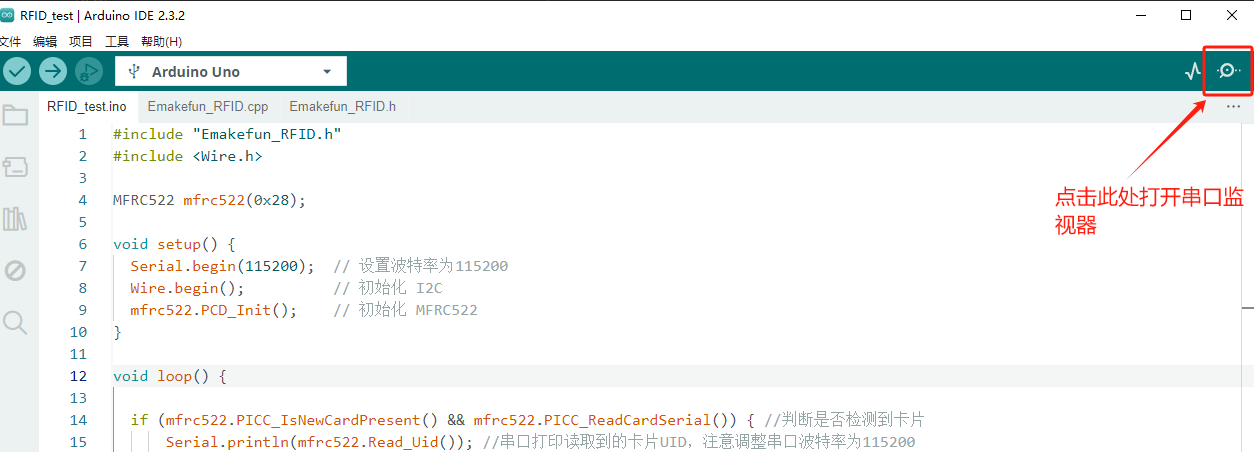 RFID_test | Arduino IDE 2.3.2
文件 编辑 项目 工具 帮助(H)
Arduino Uno
RFID_test.ino Emakefun_RFID.cpp Emakefun_RFID.h ...
1 #include "Emakefun_RFID.h"
2 #include <Wire.h>
3
4 MFRC522 mfrc522(0x28);
点击此处打开串口监
视器
5
6 void setup() {
7 Serial.begin(115200); // 设置波特率为115200
8 Wire.begin(); // 初始化 I2C
9 mfrc522.PCD_Init(); // 初始化 MFRC522
10 }
11
12 void loop() {
13
14 if (mfrc522.PICC_IsNewCardPresent() && mfrc522.PICC_ReadCardSerial()) { //判断是否检测到卡片
15 Serial.println(mfrc522.Read_Uid()); //串口打印读取到的卡片UID，注意调整串口波特率为115200